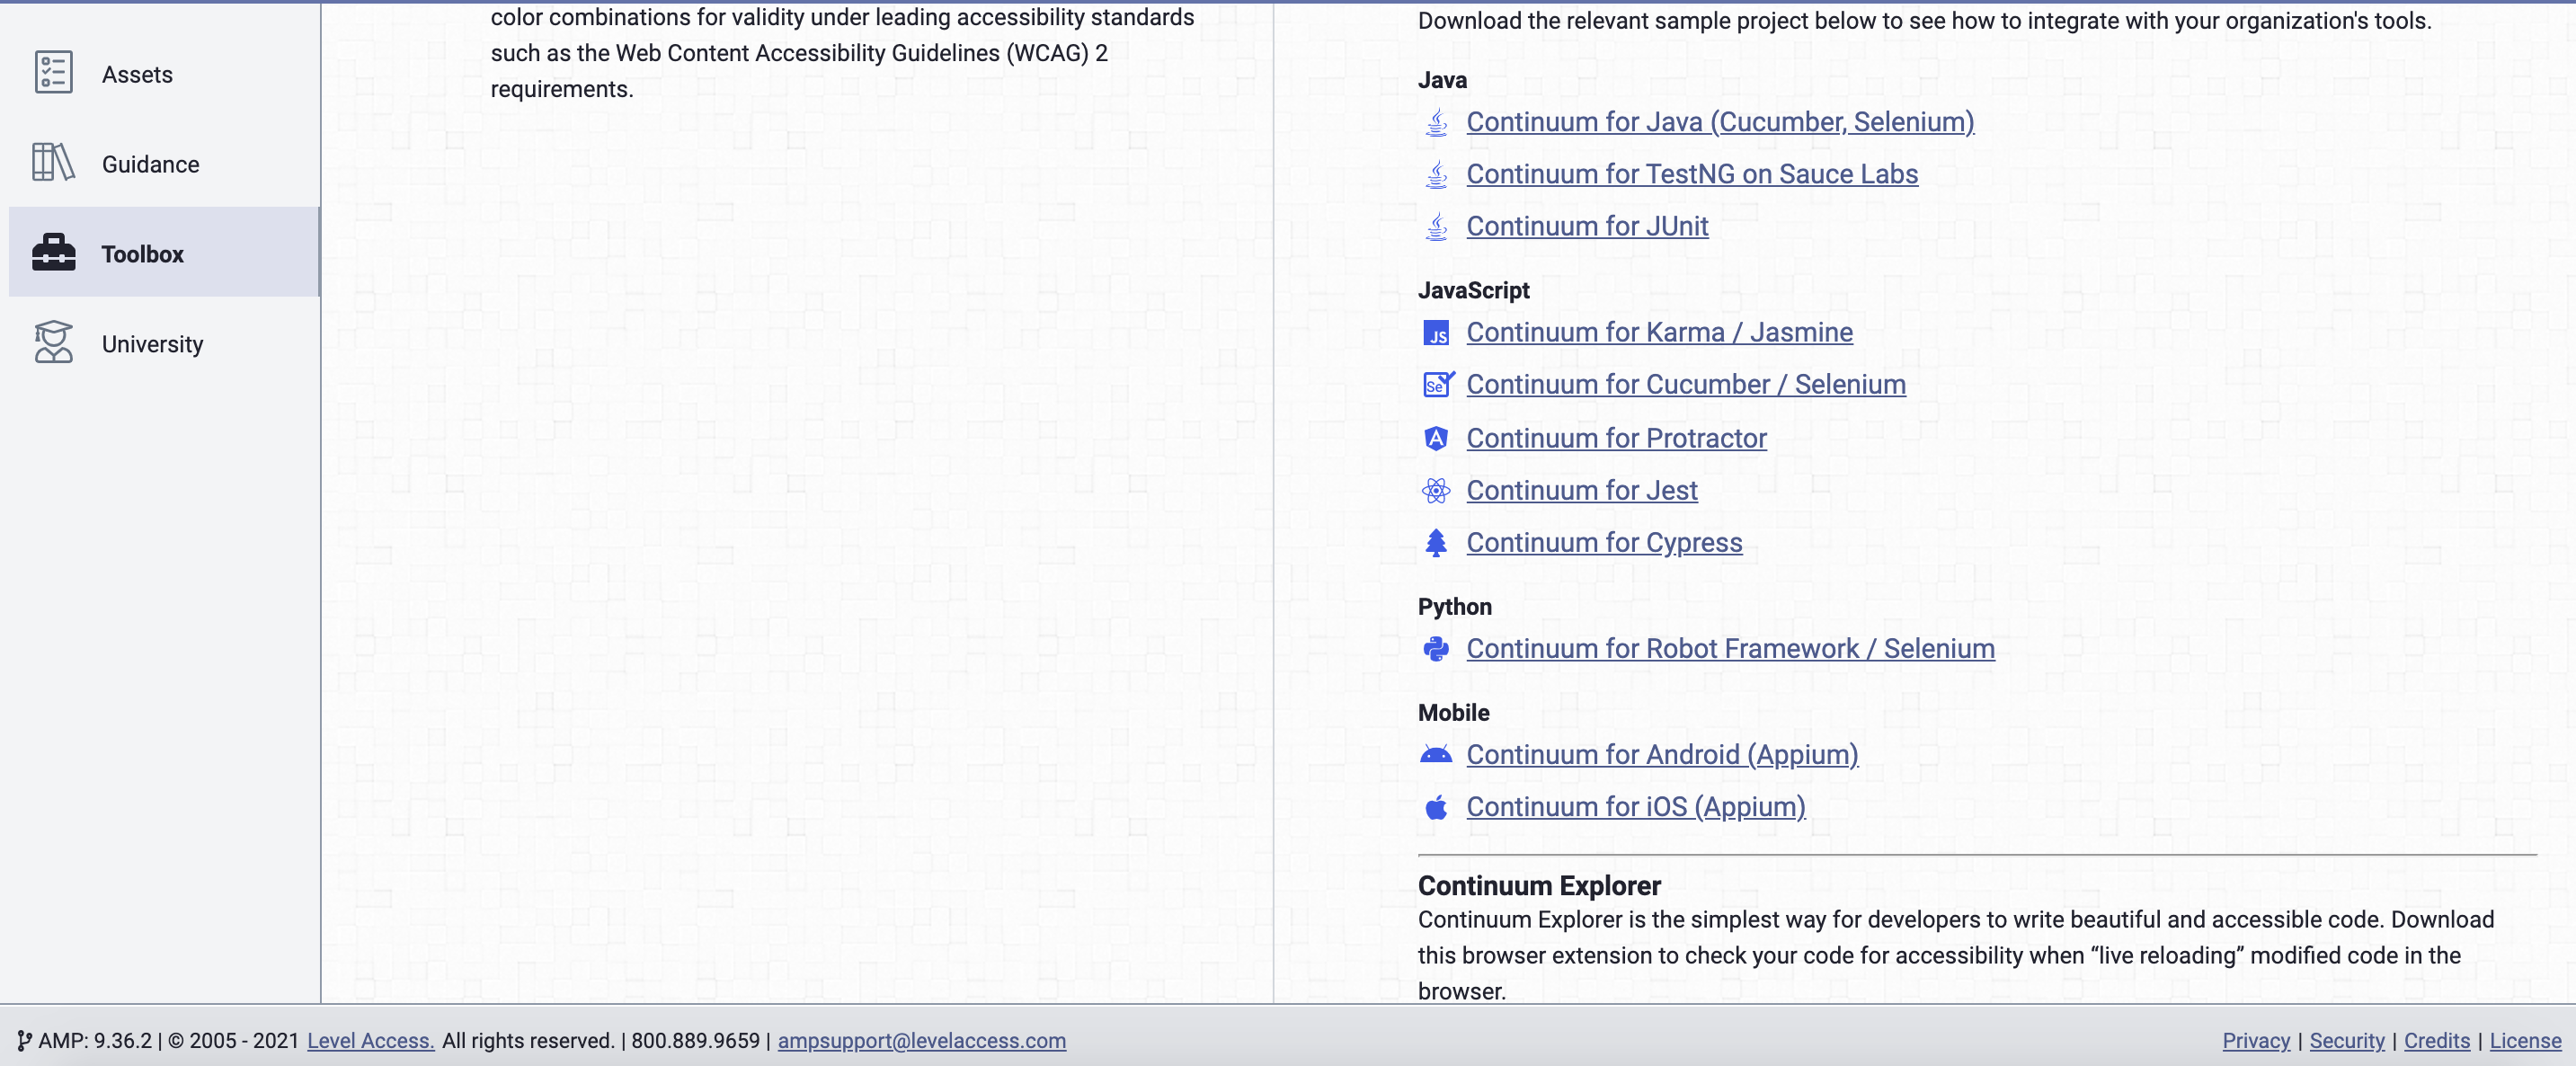 Assets
Guidance
Toolbox
University
color combinations for validity under leading accessibility standards
such as the Web Content Accessibility Guidelines (WCAG) 2
requirements.
Download the relevant sample project below to see how to integrate with your organization's tools.
Java
Continuum for Java (Cucumber, Selenium)
Continuum for TestNG on Sauce Labs
Continuum for JUnit
JavaScript
JS Continuum for Karma / Jasmine
Se Continuum for Cucumber / Selenium
A Continuum for Protractor
Continuum for Jest
Continuum for Cypress
Python
Continuum for Robot Framework / Selenium
Mobile
Continuum for Android (Appium)
Continuum for iOS (Appium)
Continuum Explorer
Continuum Explorer is the simplest way for developers to write beautiful and accessible code. Download
this browser extension to check your code for accessibility when “live reloading” modified code in the
browser.
AMP: 9.36.2 | © 2005 - 2021 Level Access. All rights reserved. | 800.889.9659 | ampsupport@levelaccess.com
Privacy | Security | Credits | License